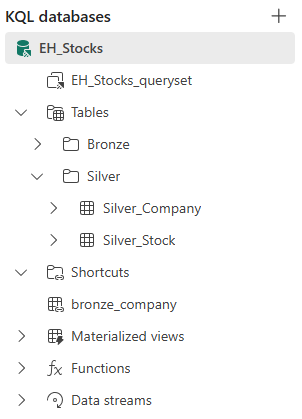 KQL databases
EH_Stocks
EH_Stocks_queryset
Tables
Bronze
Silver
Silver_Company
Silver_Stock
Shortcuts
bronze_company
Materialized views
Functions
Data streams